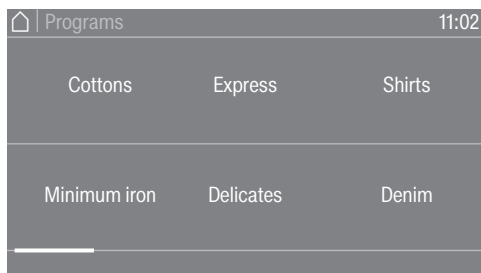 Programs 11:02
Cottons Express Shirts
Minimum iron Delicates Denim